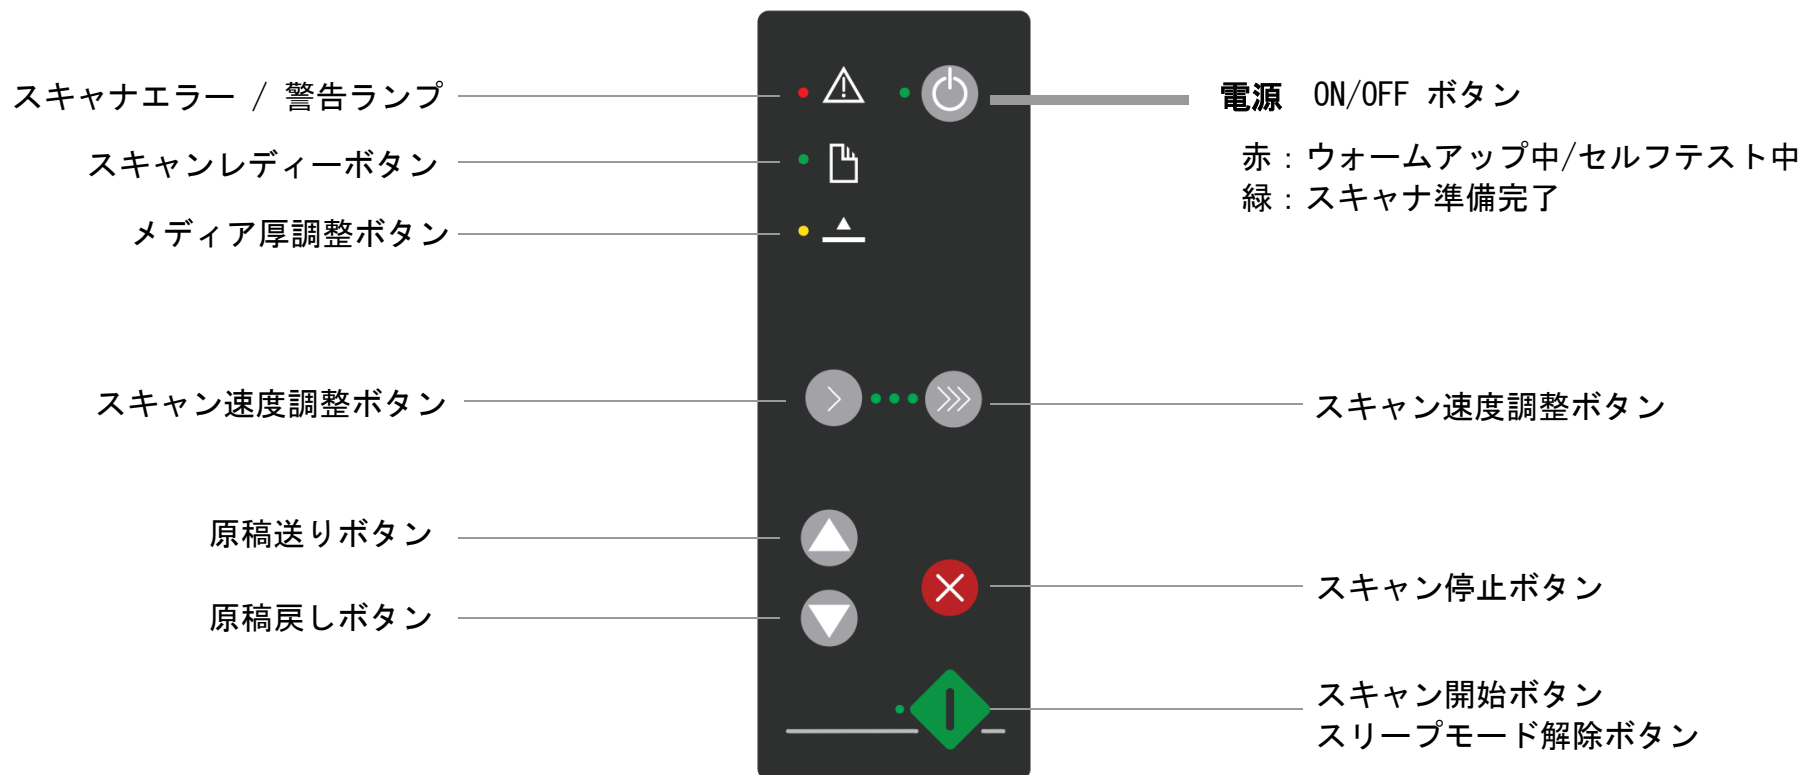 スキャナエラー / 警告ランプ
スキャンレディーボタン
メディア厚調整ボタン
スキャン速度調整ボタン
原稿送りボタン
原稿戻しボタン
電源 ON/OFF ボタン
赤：ウォームアップ中/セルフテスト中
緑：スキャナ準備完了
スキャン速度調整ボタン
スキャン停止ボタン
スキャン開始ボタン
スリープモード解除ボタン